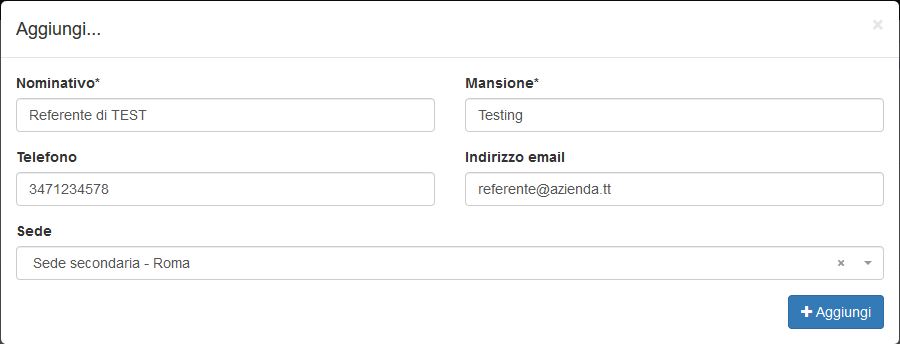 Aggiungi...
×
Nominativo*
Mansione*
Referente di TEST
Testing
Telefono
Indirizzo email
3471234578
referente@azienda.tt
Sede
Sede secondaria - Roma
×
+ Aggiungi